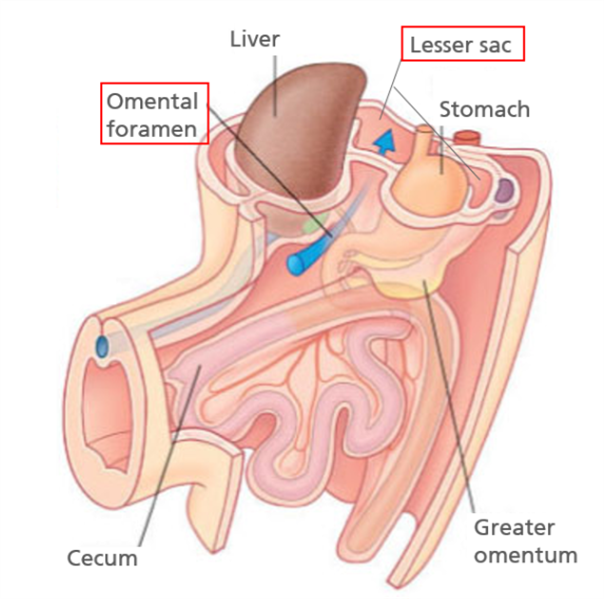 Liver
Lesser sac
Omental
foramen
Stomach
Greater
omentum
Cecum